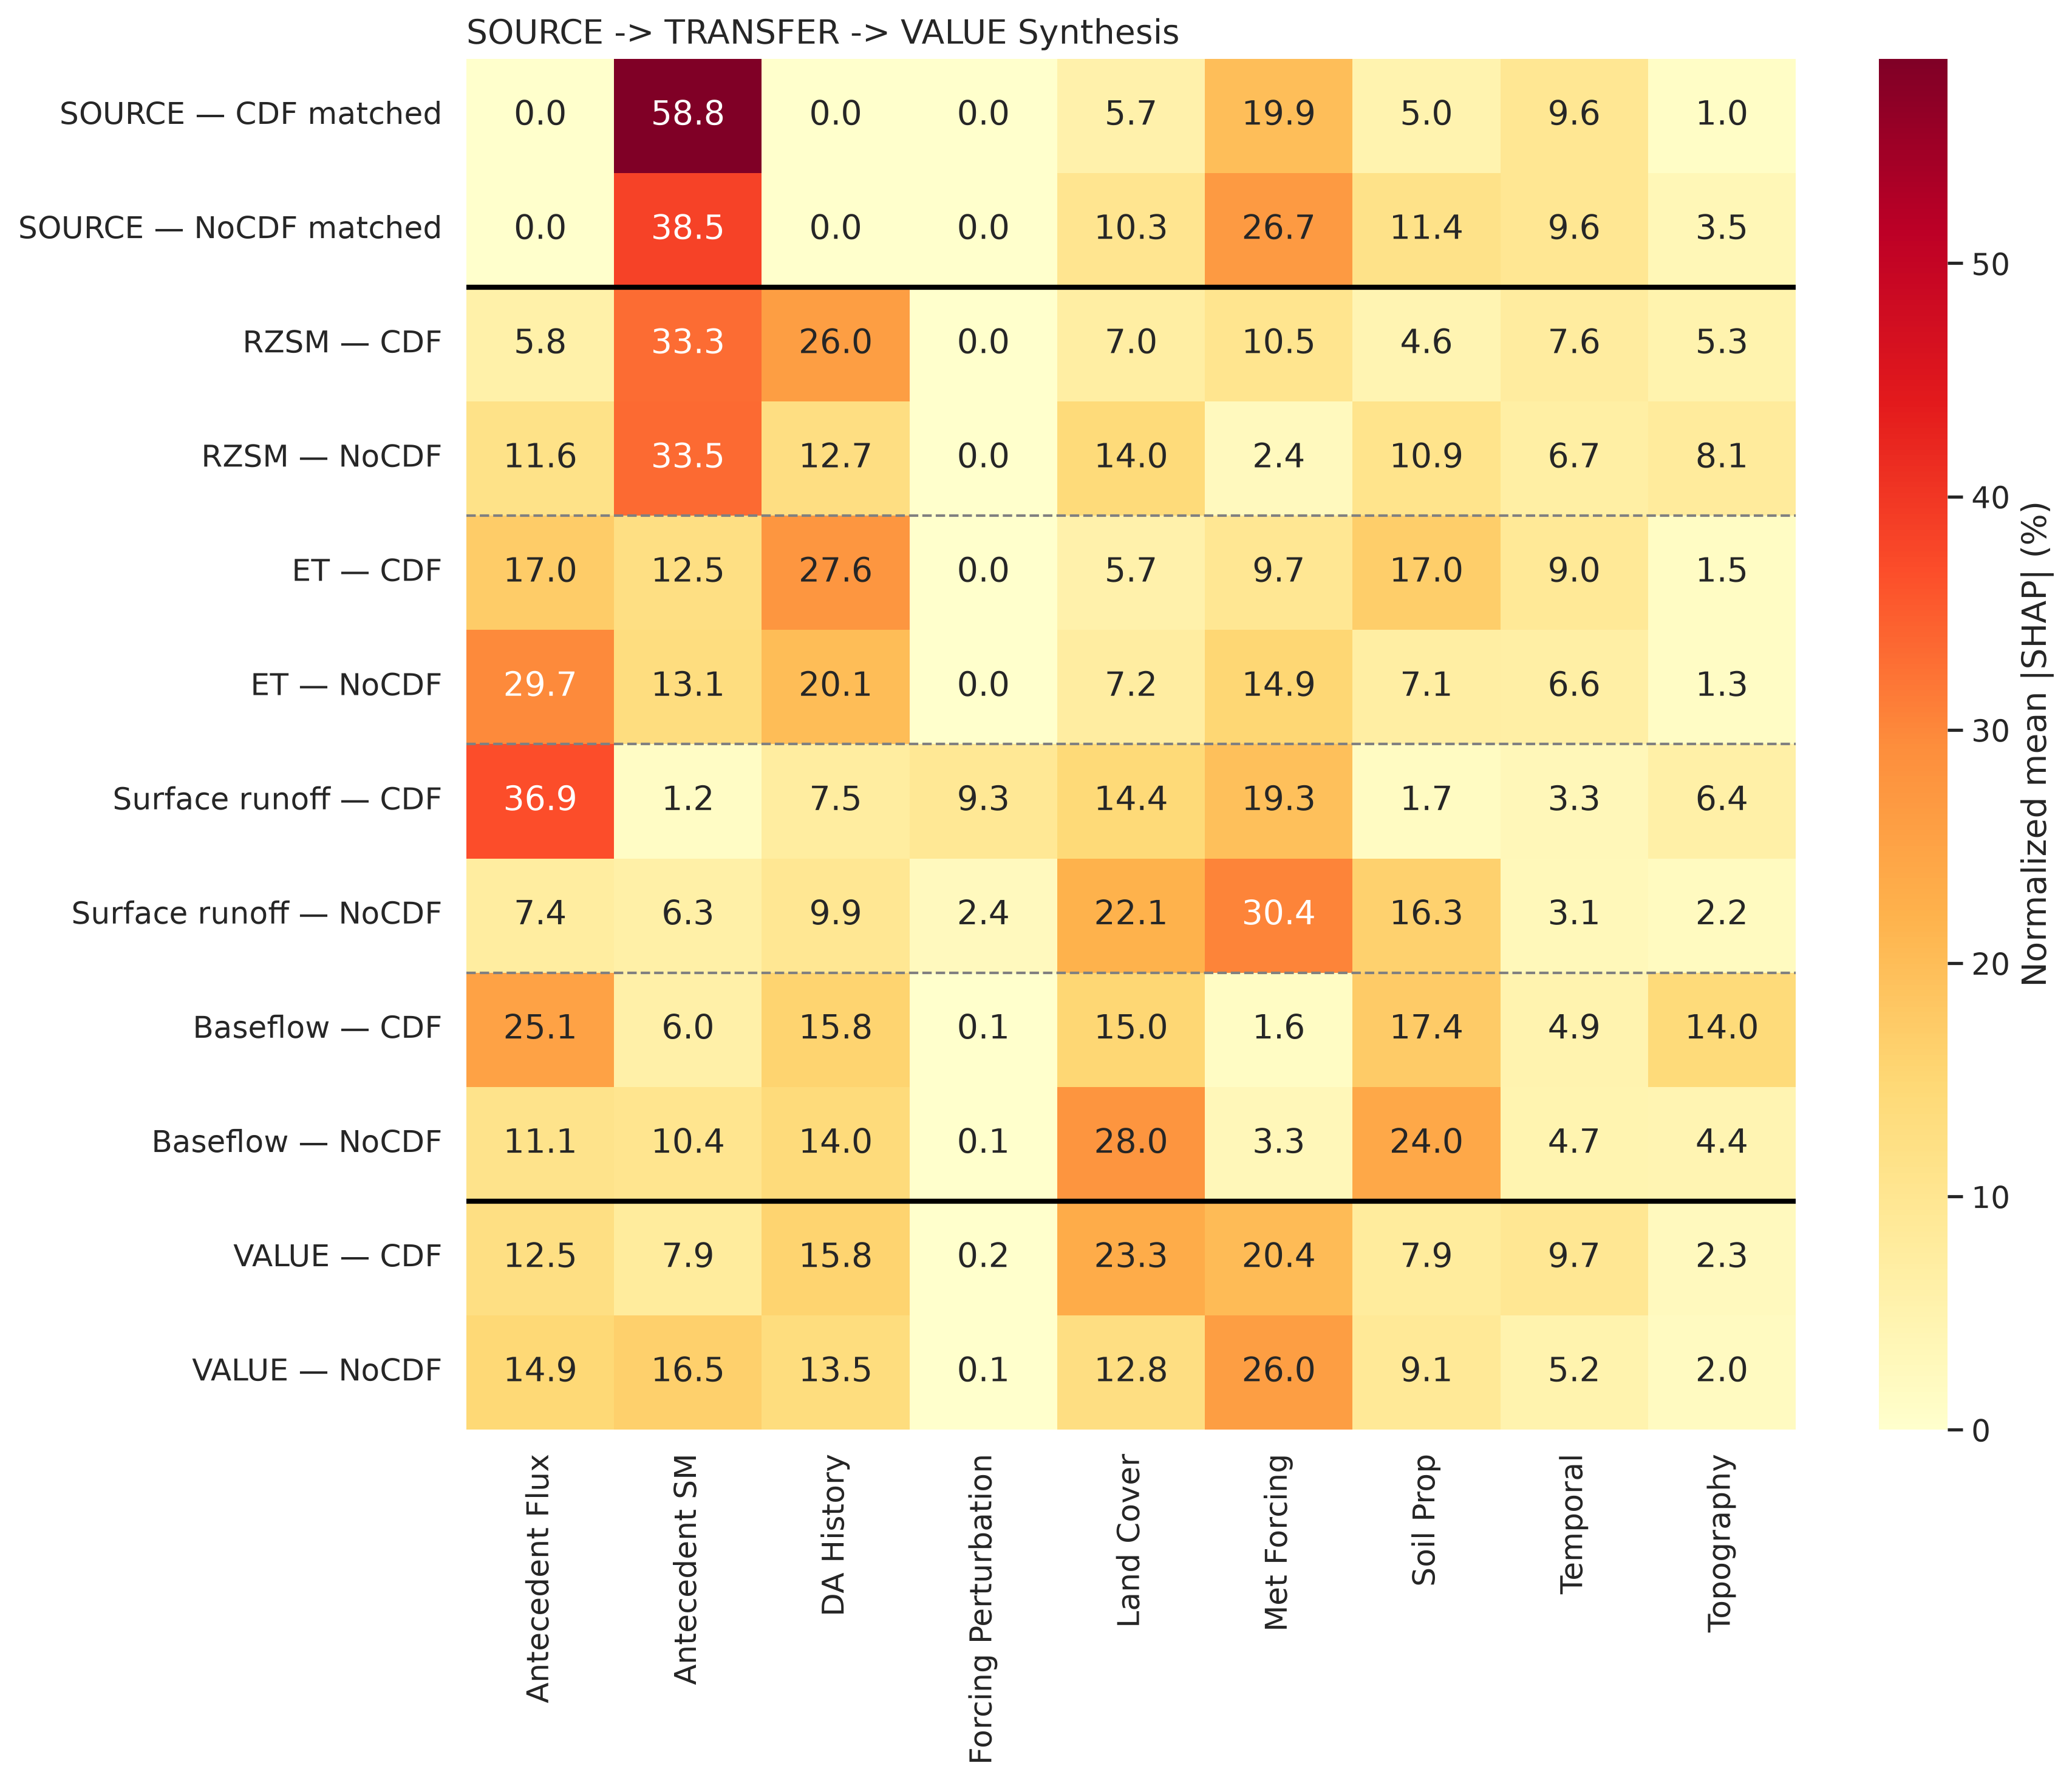 SOURCE -> TRANSFER -> VALUE Synthesis
SOURCE — CDF matched 0.0 58.8 0.0 0.0 5.7 19.9 5.0 9.6 1.0
SOURCE — NoCDF matched 0.0 38.5 0.0 0.0 10.3 26.7 11.4 9.6 3.5
RZSM — CDF 5.8 33.3 26.0 0.0 7.0 10.5 4.6 7.6 5.3
RZSM — NoCDF 11.6 33.5 12.7 0.0 14.0 2.4 10.9 6.7 8.1
ET — CDF 17.0 12.5 27.6 0.0 5.7 9.7 17.0 9.0 1.5
ET — NoCDF 29.7 13.1 20.1 0.0 7.2 14.9 7.1 6.6 1.3
Surface runoff — CDF 36.9 1.2 7.5 9.3 14.4 19.3 1.7 3.3 6.4
Surface runoff — NoCDF 7.4 6.3 9.9 2.4 22.1 30.4 16.3 3.1 2.2
Baseflow — CDF 25.1 6.0 15.8 0.1 15.0 1.6 17.4 4.9 14.0
Baseflow — NoCDF 11.1 10.4 14.0 0.1 28.0 3.3 24.0 4.7 4.4
VALUE — CDF 12.5 7.9 15.8 0.2 23.3 20.4 7.9 9.7 2.3
VALUE — NoCDF 14.9 16.5 13.5 0.1 12.8 26.0 9.1 5.2 2.0
Antecedent Flux
Antecedent SM
DA History
Forcing Perturbation
Land Cover
Met Forcing
Soil Prop
Temporal
Topography
50
40
30
20
10
0
Normalized mean |SHAP| (%)